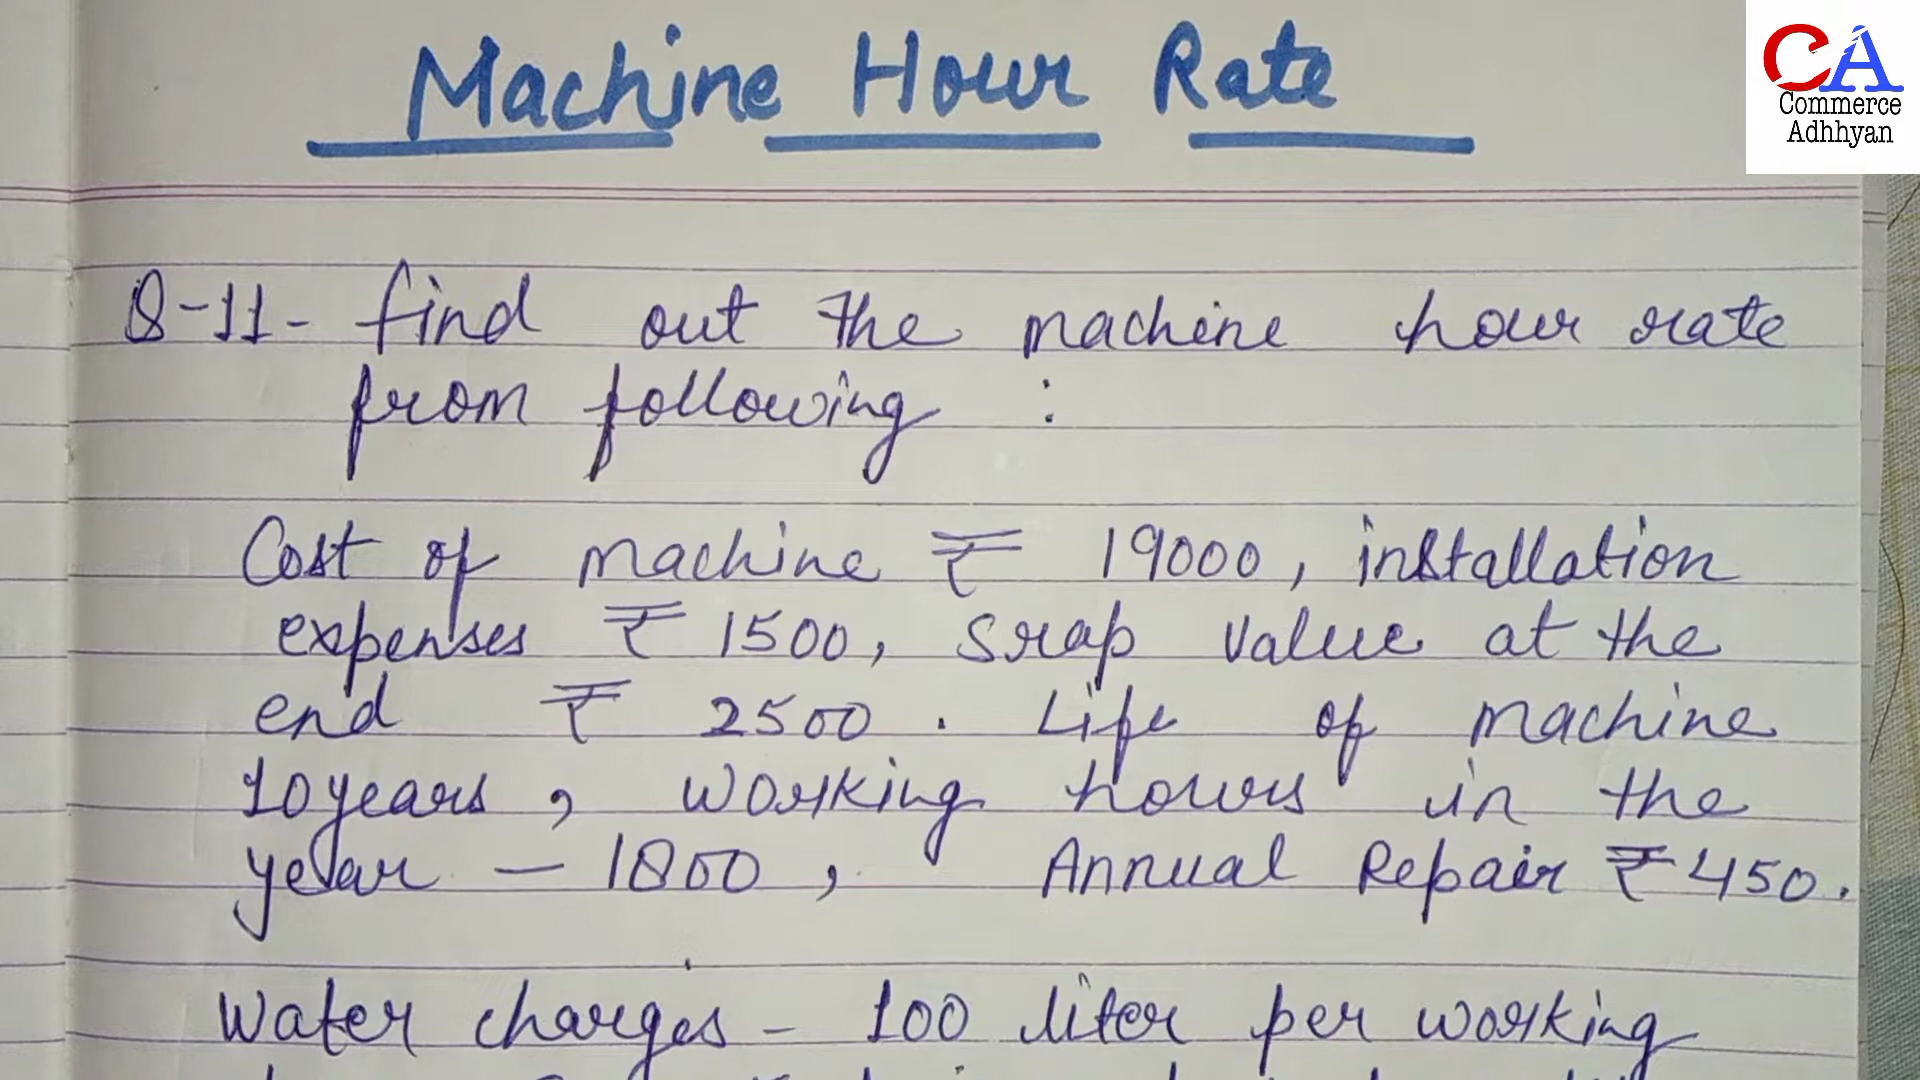 Machine Hour Rate
CA
Commerce
Adhhyan
Q-11- find out the machine hour rate
from following :
Cost of machine ₹ 19000, installation
expenses ₹ 1500, Srap value at the
end ₹ 2500. Life of machine
10 years, working hours in the
year - 1800, Annual Repair ₹ 450.
Water charges - 100 liter per working